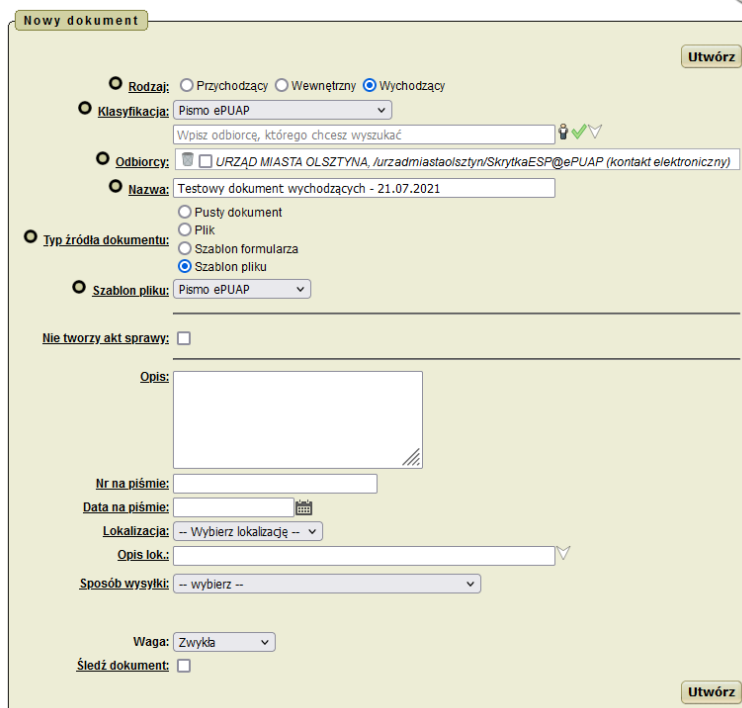 Nowy dokument
Utwórz
Rodzaj: Przychodzący Wewnętrzny Wychodzący
Klasyfikacja: Pismo ePUAP
Wpisz odbiorcę, którego chcesz wyszukać
Odbiorcy: URZĄD MIASTA OLSZTYNA, /urzadmiastaolsztyn/SkrytkaESP@ePUAP (kontakt elektroniczny)
Nazwa: Testowy dokument wychodzących - 21.07.2021
Pusty dokument
Typ źródła dokumentu: Plik
Szablon formularza
Szablon pliku
Szablon pliku: Pismo ePUAP
Nie tworzy akt sprawy:
Opis:
Nr na piśmie:
Data na piśmie:
Lokalizacja: -- Wybierz lokalizację --
Opis lok.:
Sposób wysyłki: -- wybierz --
Waga: Zwykła
Śledź dokument:
Utwórz